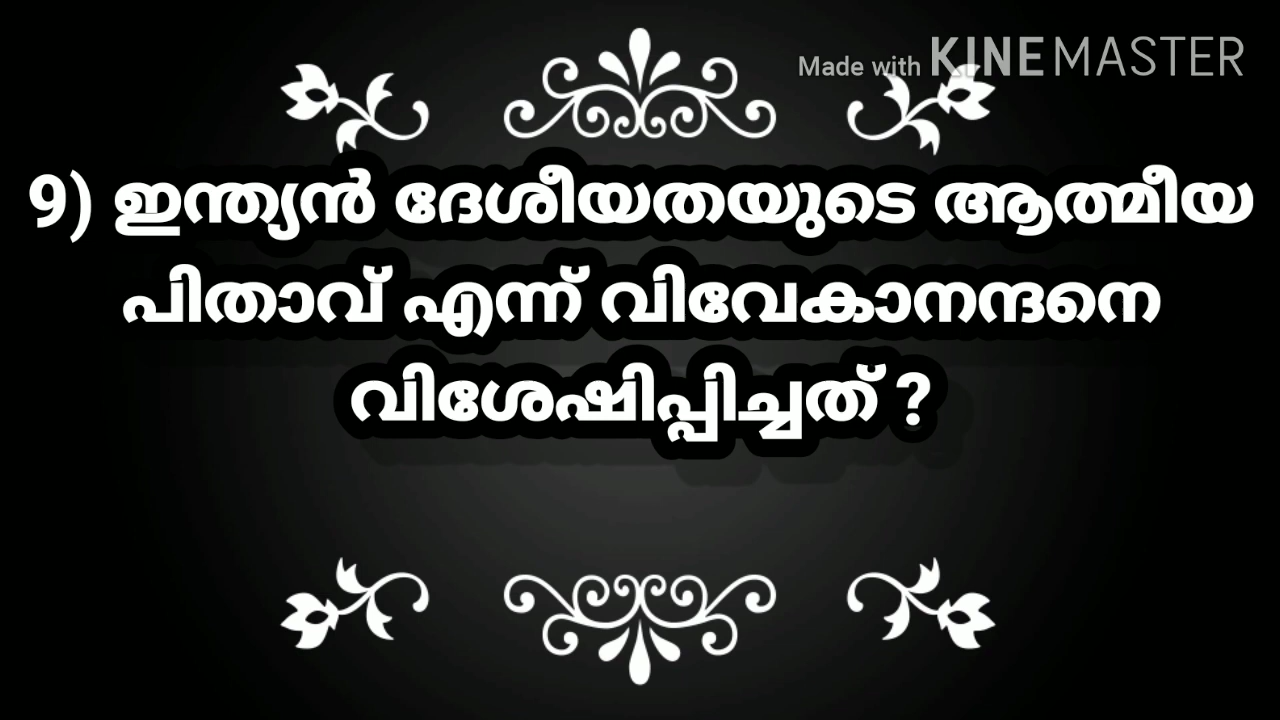 Made with KINEMASTER
9) ഇന്ത്യൻ ദേശീയതയുടെ ആത്മീയ
പിതാവ് എന്ന് വിവേകാനന്ദനെ
വിശേഷിപ്പിച്ചത് ?